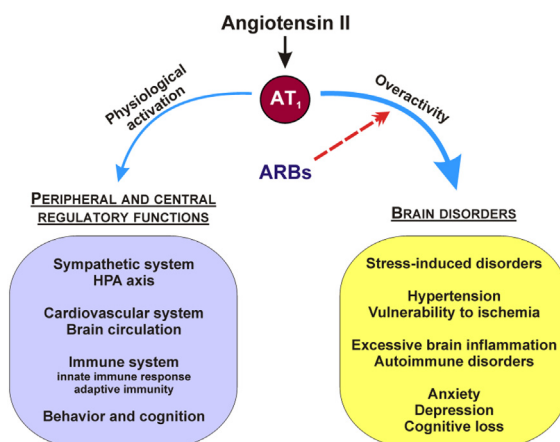 Angiotensin II
Physiological
activation
AT1
Overactivity
ARBs
PERIPHERAL AND CENTRAL
REGULATORY FUNCTIONS
Sympathetic system
HPA axis
Cardiovascular system
Brain circulation
Immune system
innate immune response
adaptive immunity
Behavior and cognition
BRAIN DISORDERS
Stress-induced disorders
Hypertension
Vulnerability to ischemia
Excessive brain inflammation
Autoimmune disorders
Anxiety
Depression
Cognitive loss